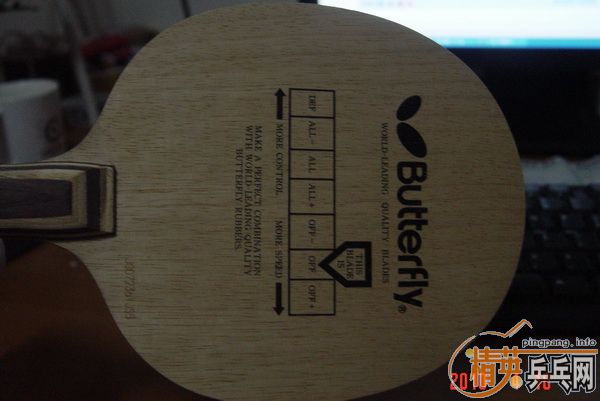 Butterfly®
WORLD-LEADING QUALITY BLADES
THIS
BLADE
IS
DEF ALL- ALL ALL+ OFF- OFF OFF+
MORE CONTROL MORE SPEED
MAKE A PERFECT COMBINATION
WITH WORLD-LEADING QUALITY
BUTTERFLY RUBBERS.
pingpang.info
精英乒乓网